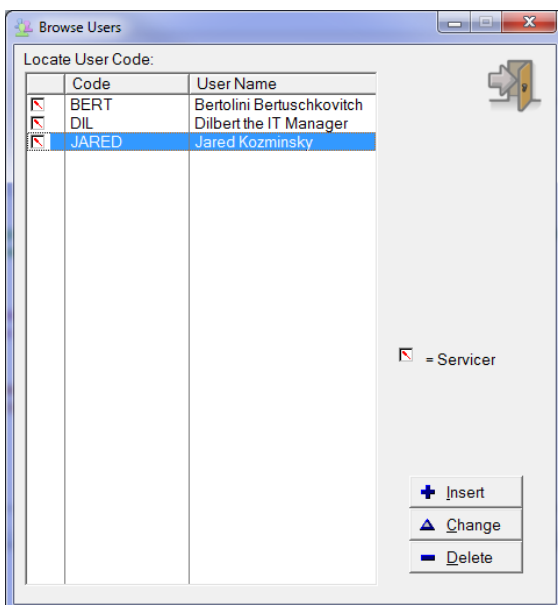 Browse Users
Locate User Code:
Code User Name
BERT Bertolini Bertuschkovitch
DIL Dilbert the IT Manager
JARED Jared Kozminsky
= Servicer
Insert
Change
Delete